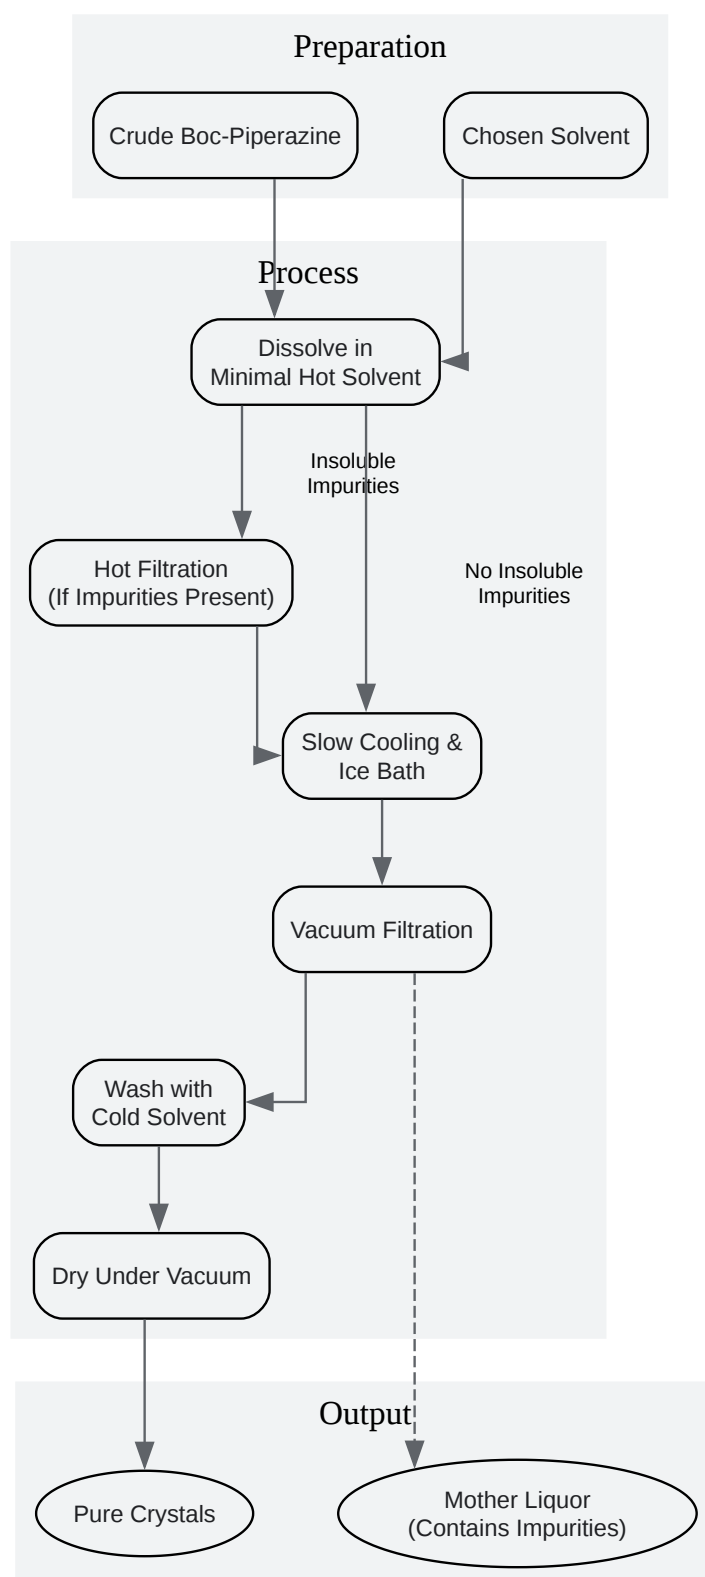 Preparation
Crude Boc-Piperazine
Chosen Solvent
Process
Dissolve in
Minimal Hot Solvent
Insoluble
Impurities
Hot Filtration
(If Impurities Present)
No Insoluble
Impurities
Slow Cooling &
Ice Bath
Vacuum Filtration
Wash with
Cold Solvent
Dry Under Vacuum
Output
Pure Crystals
Mother Liquor
(Contains Impurities)